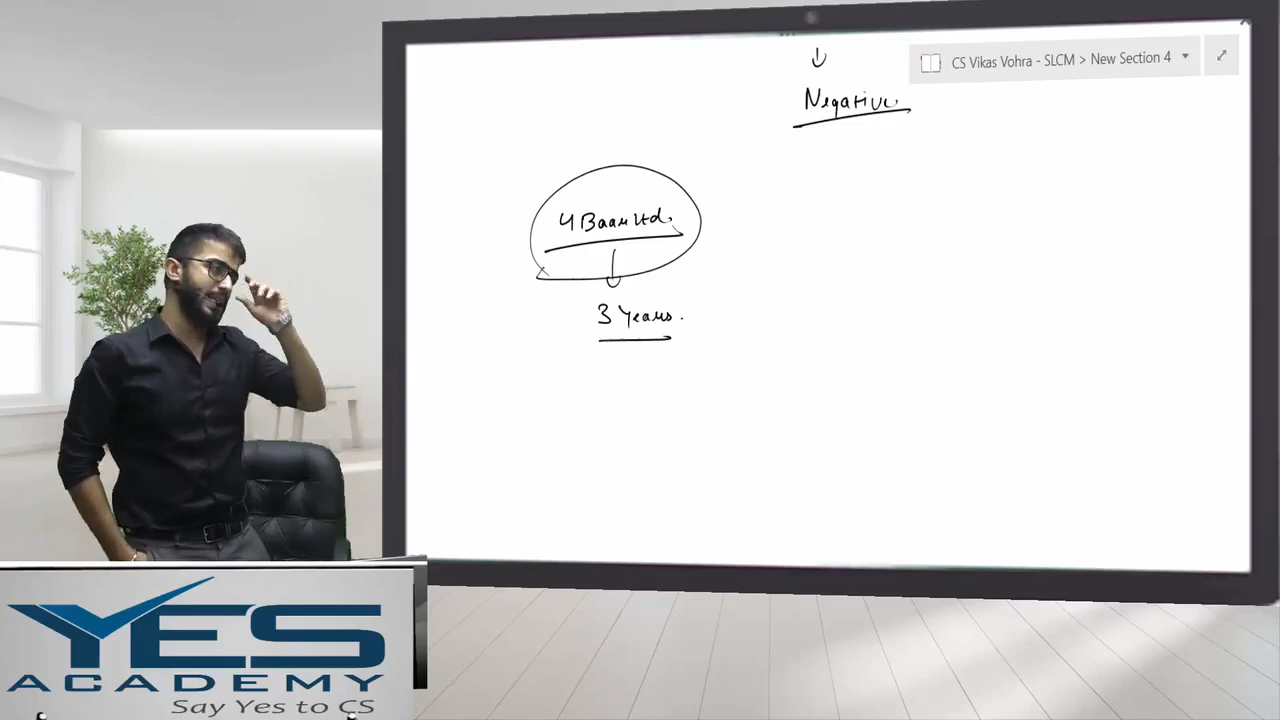 CS Vikas Vohra - SLCM > New Section 4
Negative.
4 Baan Ltd.
3 Years.
YES
ACADEMY
Say Yes to CS